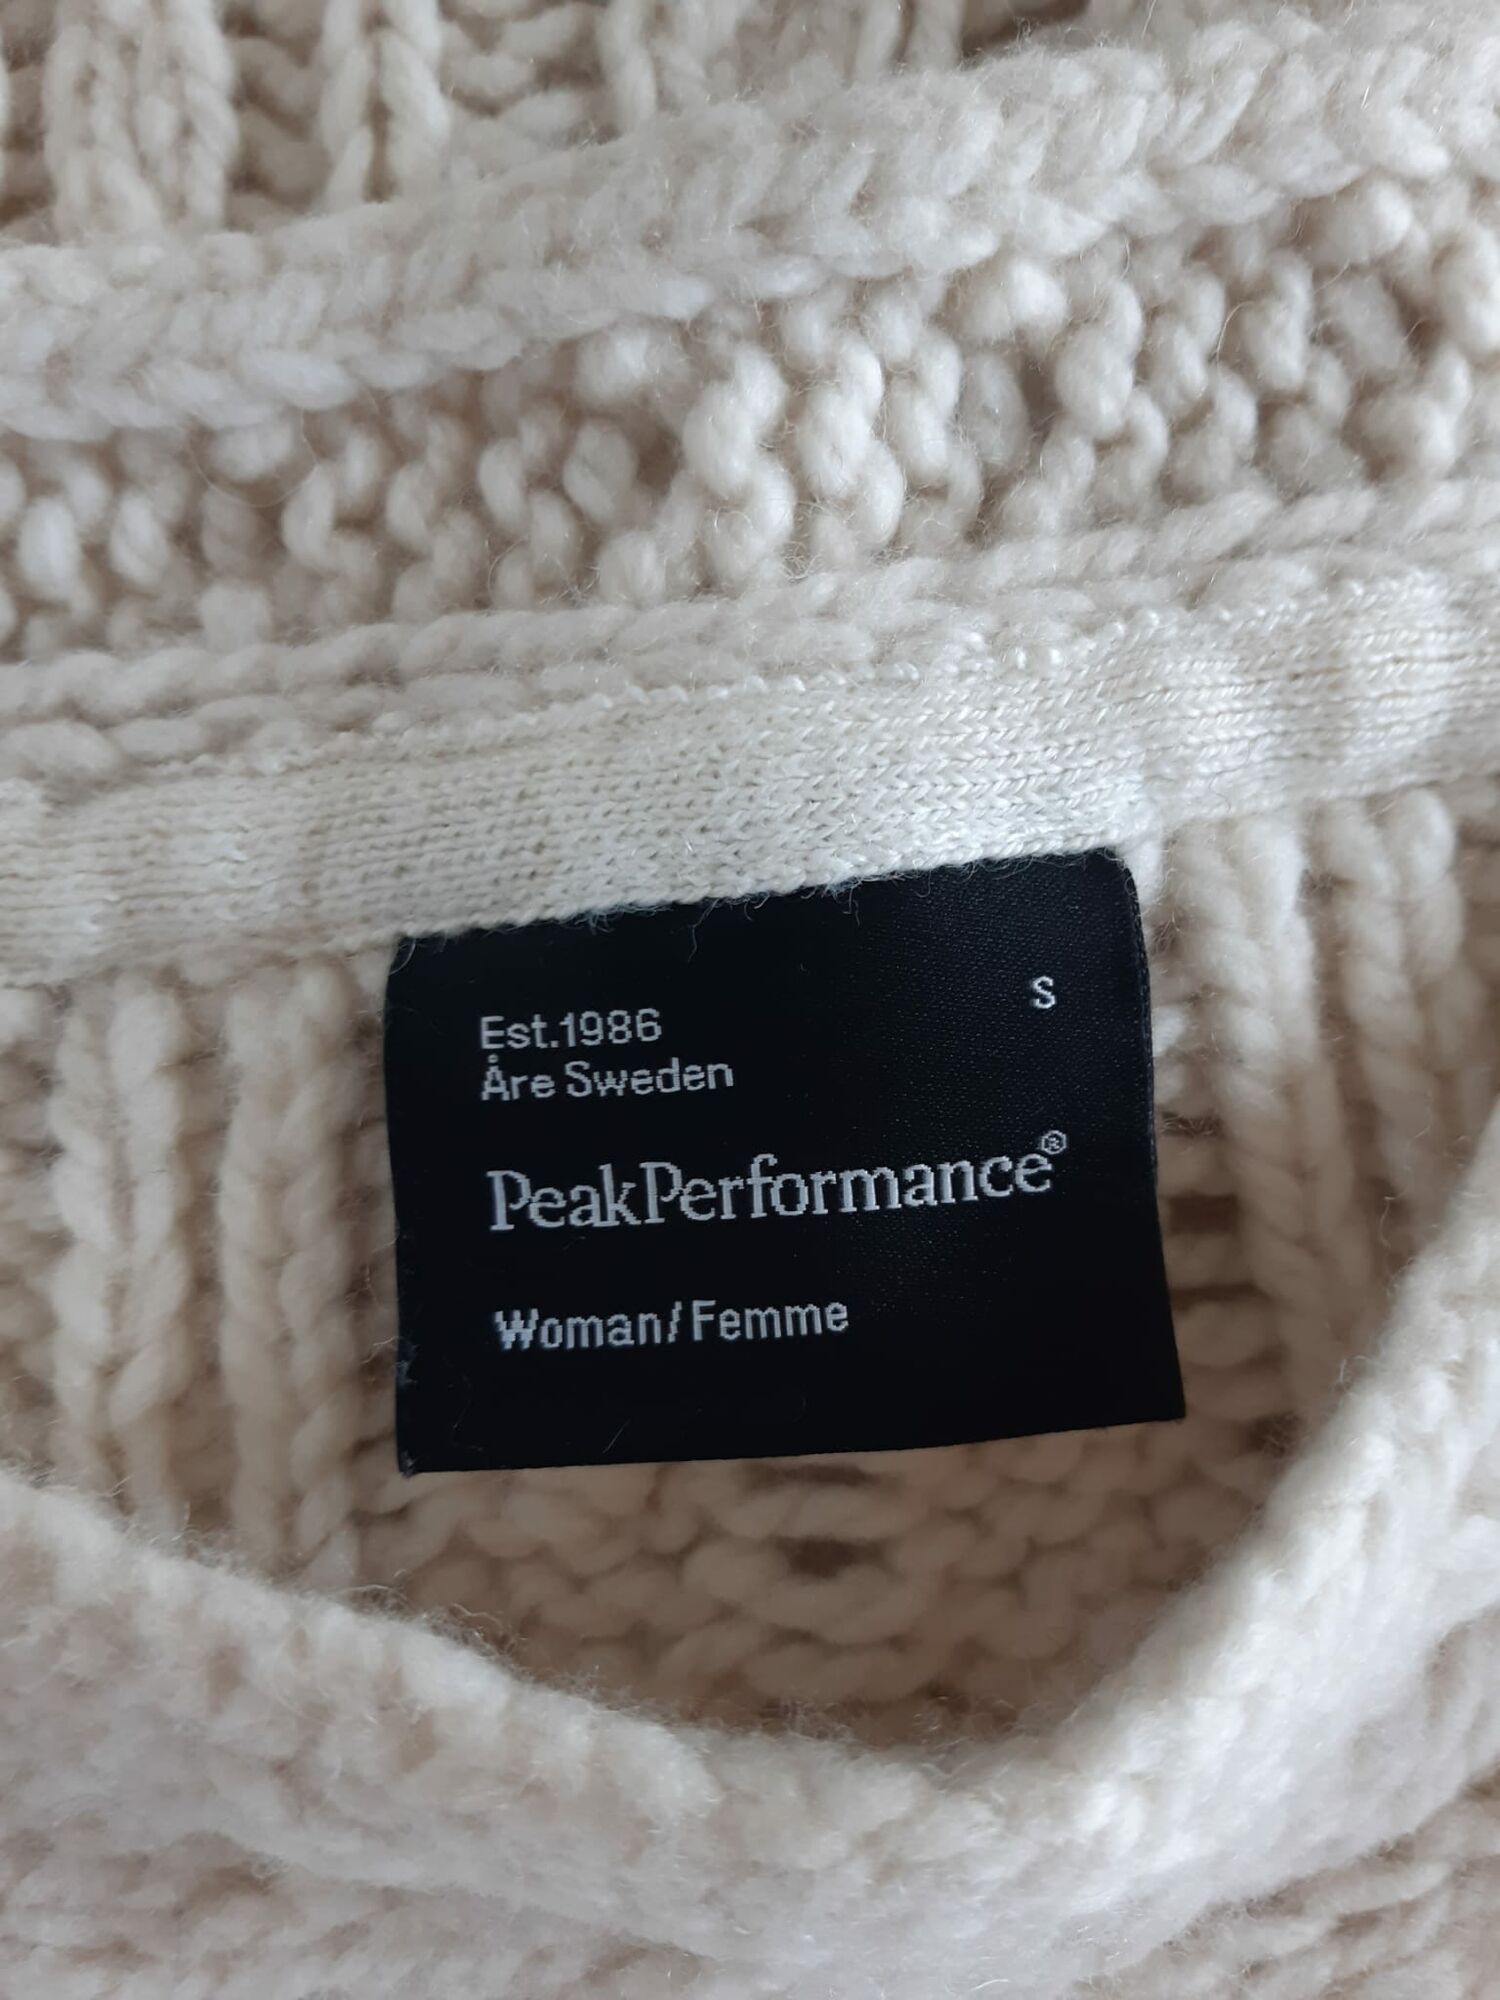 S
Est.1986
Åre Sweden
PeakPerformance®
Woman/Femme